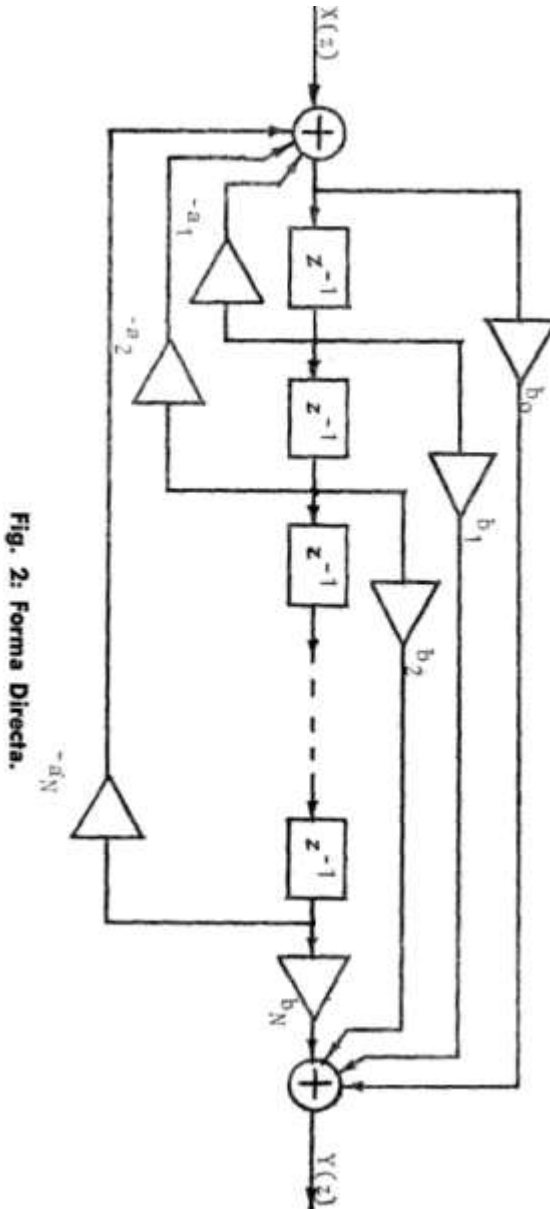 X(z)
-a1
-a2
-aN
z-1
z-1
z-1
z-1
b0
b1
b2
bN
Y(z)
Fig. 2: Forma Directa.